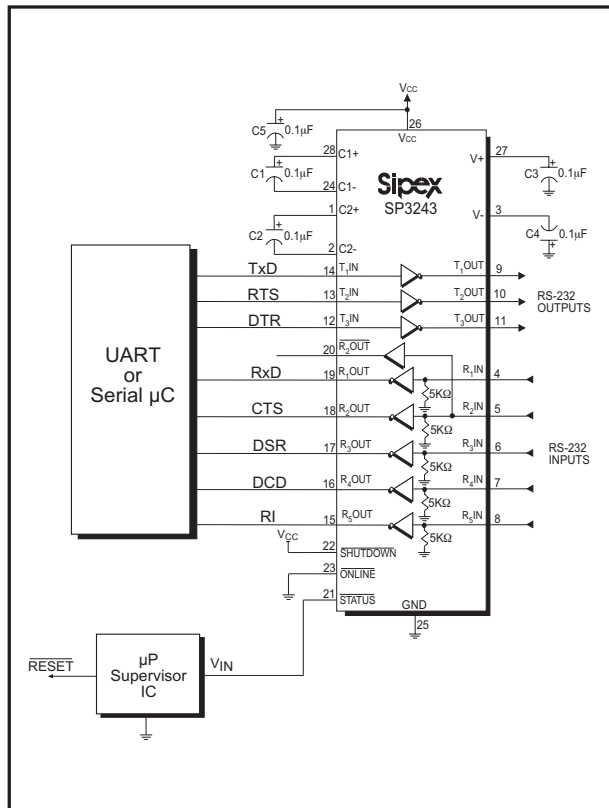 VCC
C5 + 0.1µF
26
VCC
28 C1+
C1 + 0.1µF
24 C1-
1 C2+
C2 + 0.1µF
2 C2-
Sipex
SP3243
V+ 27
C3 + 0.1µF
V- 3
C4 0.1µF +
TxD 14 T1IN T1OUT 9
RTS 13 T2IN T2OUT 10
DTR 12 T3IN T3OUT 11
RS-232
OUTPUTS
20 R2OUT
RxD 19 R1OUT R1IN 4
5KΩ
CTS 18 R2OUT R2IN 5
5KΩ
DSR 17 R3OUT R3IN 6
5KΩ
DCD 16 R4OUT R4IN 7
5KΩ
RI 15 R5OUT R5IN 8
5KΩ
RS-232
INPUTS
UART
or
Serial µC
VCC
22 SHUTDOWN
23 ONLINE
21 STATUS
GND
25
RESET
µP
Supervisor
IC
VIN